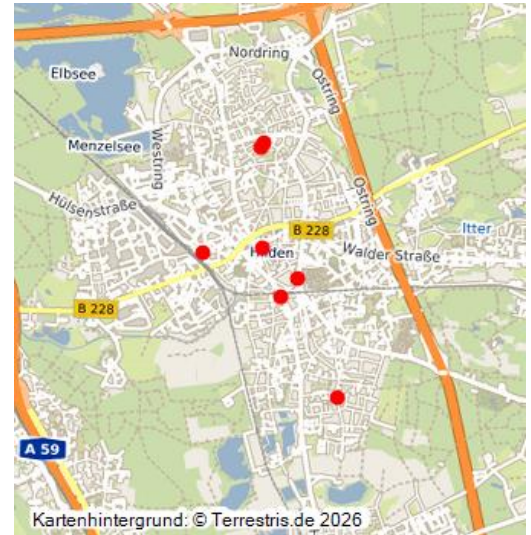 Nordring
Elbsee
Ostring
Westring
Menzelsee
Hülsenstraße
Ostring
B 228
Itter
Hilden
Walder Straße
B 228
A 59
Kartenhintergrund: © Terrestris.de 2026